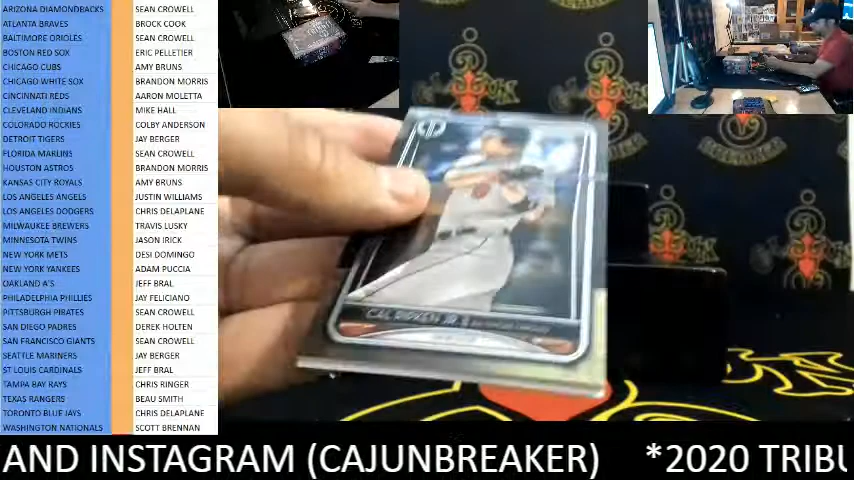 ARIZONA DIAMONDBACKS SEAN CROWELL
ATLANTA BRAVES BROCK COOK
BALTIMORE ORIOLES SEAN CROWELL
BOSTON RED SOX ERIC PELLETIER
CHICAGO CUBS AMY BRUNS
CHICAGO WHITE SOX BRANDON MORRIS
CINCINNATI REDS AARON MOLETTA
CLEVELAND INDIANS MIKE HALL
COLORADO ROCKIES COLBY ANDERSON
DETROIT TIGERS JAY BERGER
FLORIDA MARLINS SEAN CROWELL
HOUSTON ASTROS BRANDON MORRIS
KANSAS CITY ROYALS AMY BRUNS
LOS ANGELES ANGELS JUSTIN WILLIAMS
LOS ANGELES DODGERS CHRIS DELAPLANE
MILWAUKEE BREWERS TRAVIS LUSKY
MINNESOTA TWINS JASON IRICK
NEW YORK METS DESI DOMINGO
NEW YORK YANKEES ADAM PUCCIA
OAKLAND A'S JEFF BRAL
PHILADELPHIA PHILLIES JAY FELICIANO
PITTSBURGH PIRATES SEAN CROWELL
SAN DIEGO PADRES DEREK HOLTEN
SAN FRANCISCO GIANTS SEAN CROWELL
SEATTLE MARINERS JAY BERGER
ST LOUIS CARDINALS JEFF BRAL
TAMPA BAY RAYS CHRIS RINGER
TEXAS RANGERS BEAU SMITH
TORONTO BLUE JAYS CHRIS DELAPLANE
WASHINGTON NATIONALS SCOTT BRENNAN
CAL RIPKEN JR
AND INSTAGRAM (CAJUNBREAKER) *2020 TRIBU